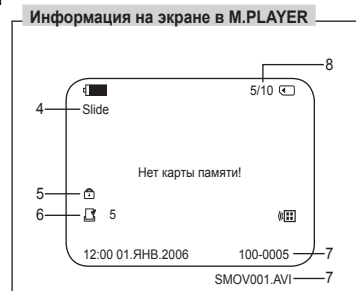 Информация на экране в M.PLAYER
8
5/10
4 Slide
Нет карты памяти!
5
6 5
12:00 01.ЯНВ.2006 100-0005 7
SMOV001.AVI 7